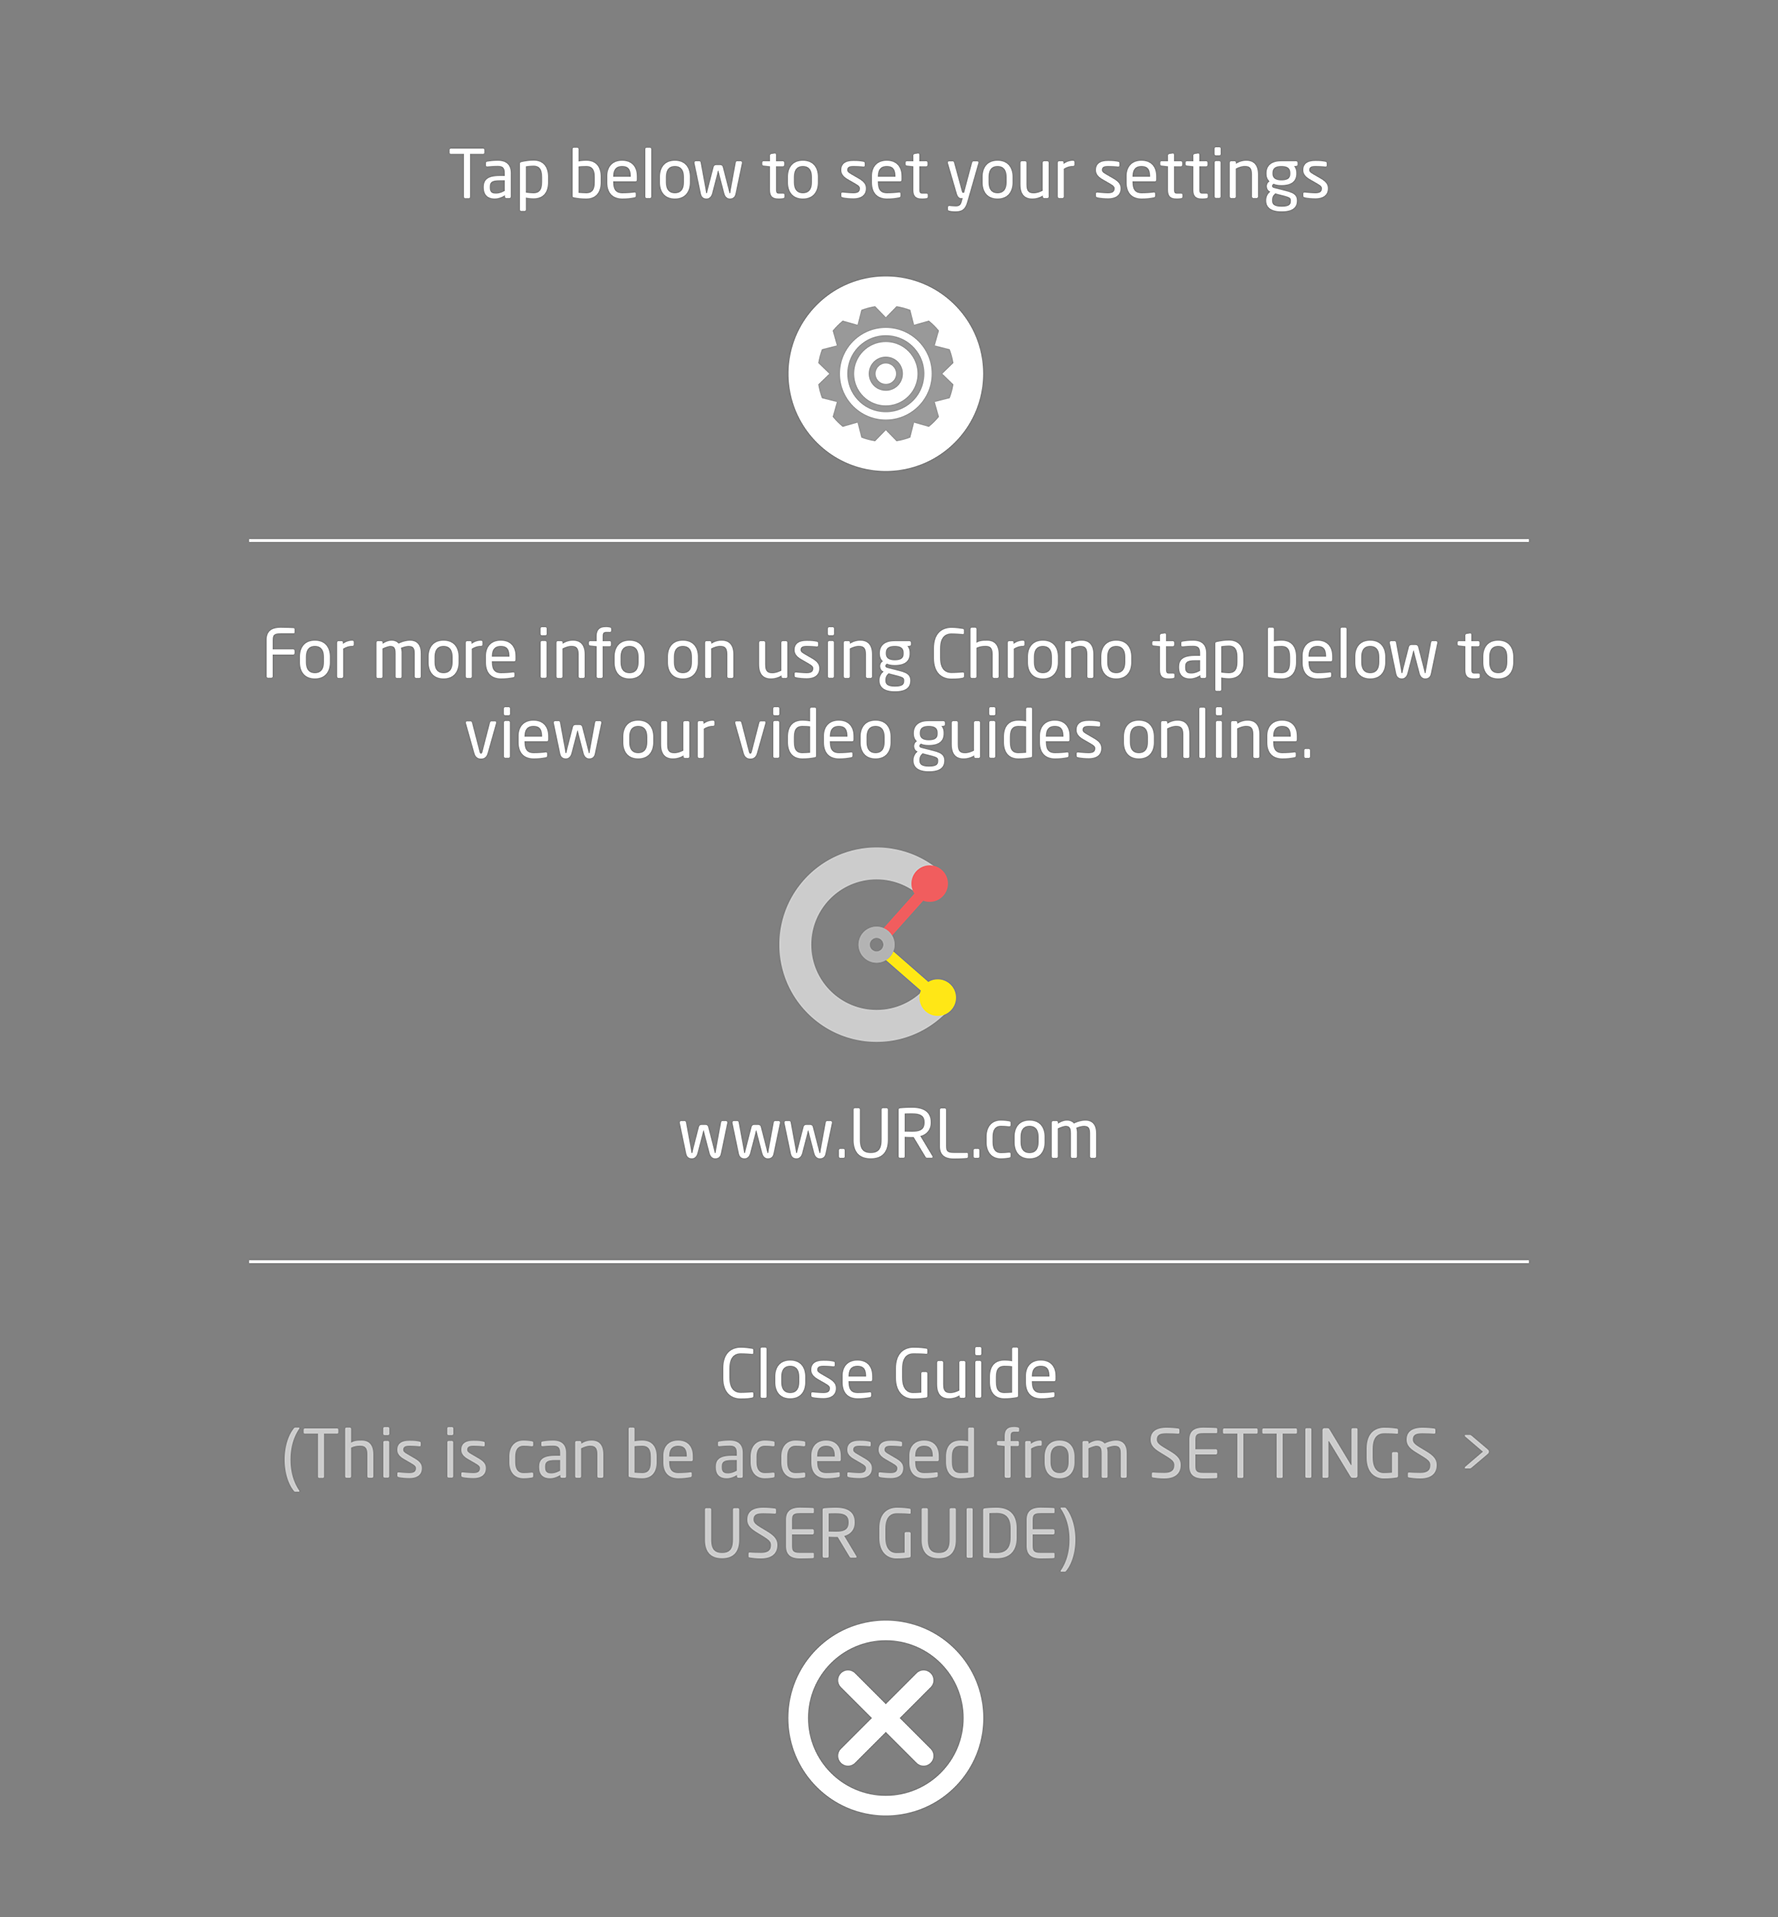 Tap below to set your settings
For more info on using Chrono tap below to
view our video guides online.
www.URL.com
Close Guide
(This is can be accessed from SETTINGS >
USER GUIDE)